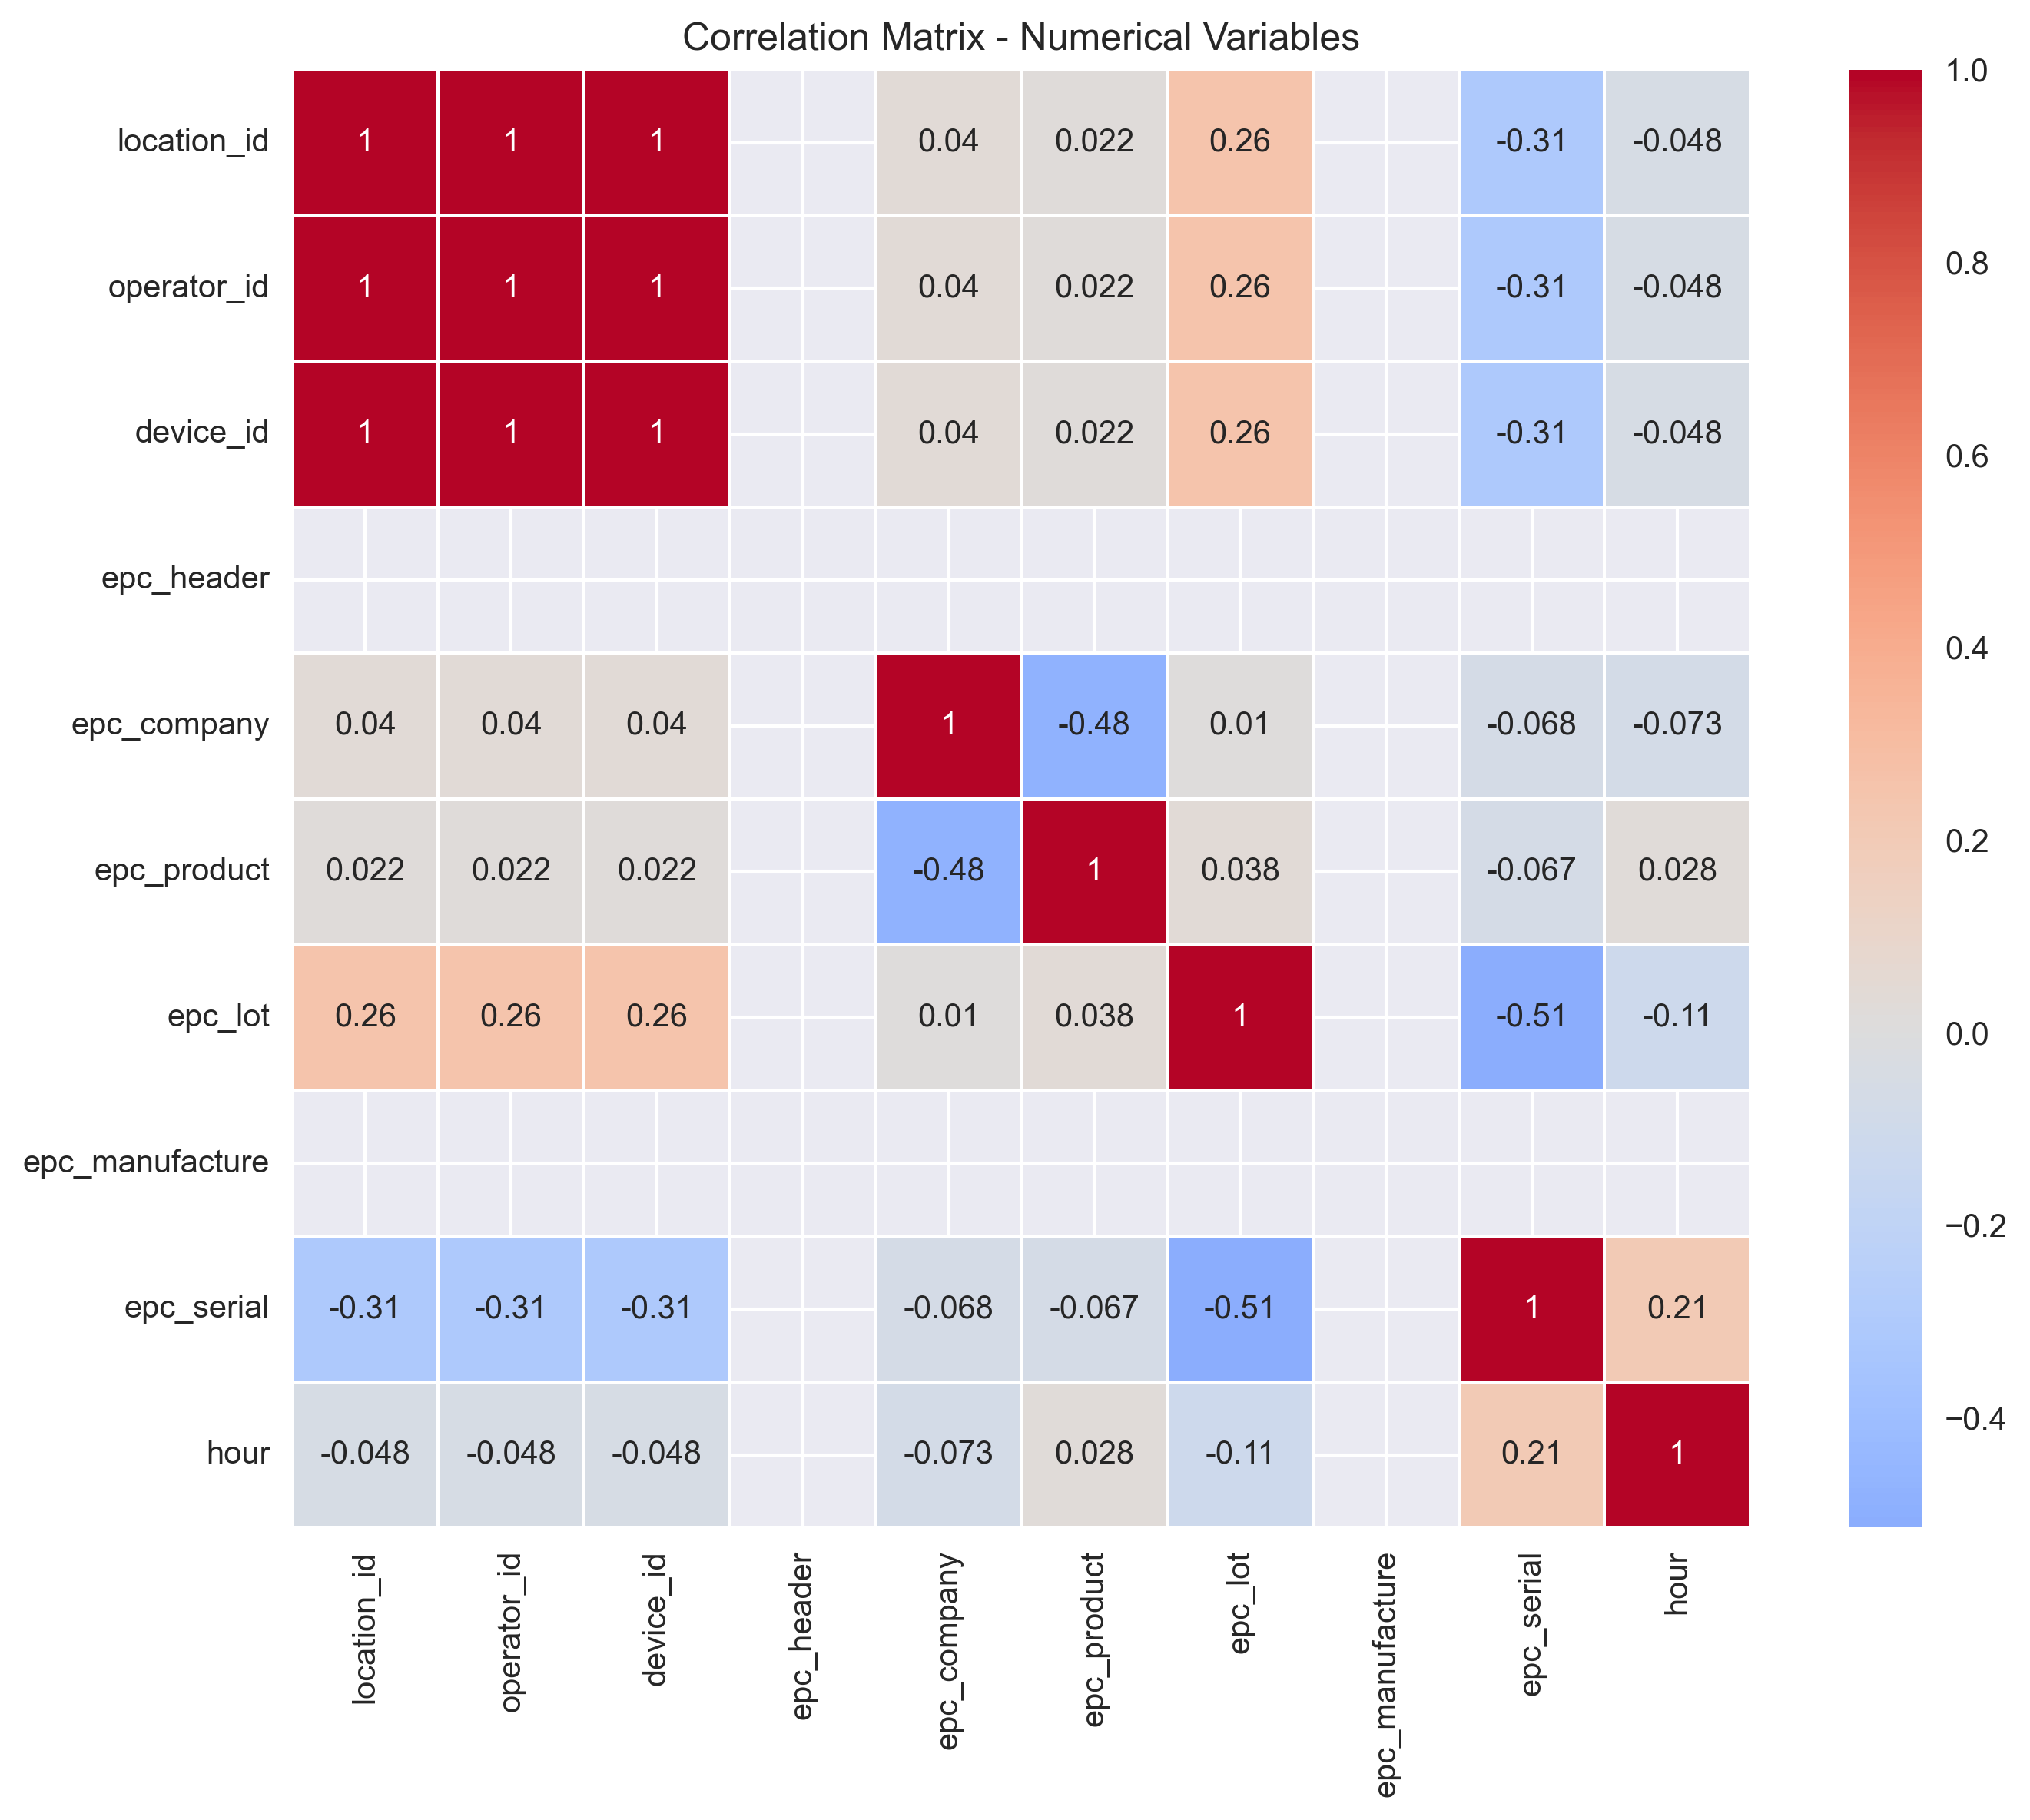 Correlation Matrix - Numerical Variables
location_id 1 1 1 0.04 0.022 0.26 -0.31 -0.048
operator_id 1 1 1 0.04 0.022 0.26 -0.31 -0.048
device_id 1 1 1 0.04 0.022 0.26 -0.31 -0.048
epc_header
epc_company 0.04 0.04 0.04 1 -0.48 0.01 -0.068 -0.073
epc_product 0.022 0.022 0.022 -0.48 1 0.038 -0.067 0.028
epc_lot 0.26 0.26 0.26 0.01 0.038 1 -0.51 -0.11
epc_manufacture
epc_serial -0.31 -0.31 -0.31 -0.068 -0.067 -0.51 1 0.21
hour -0.048 -0.048 -0.048 -0.073 0.028 -0.11 0.21 1
location_id
operator_id
device_id
epc_header
epc_company
epc_product
epc_lot
epc_manufacture
epc_serial
hour
1.0
0.8
0.6
0.4
0.2
0.0
−0.2
−0.4